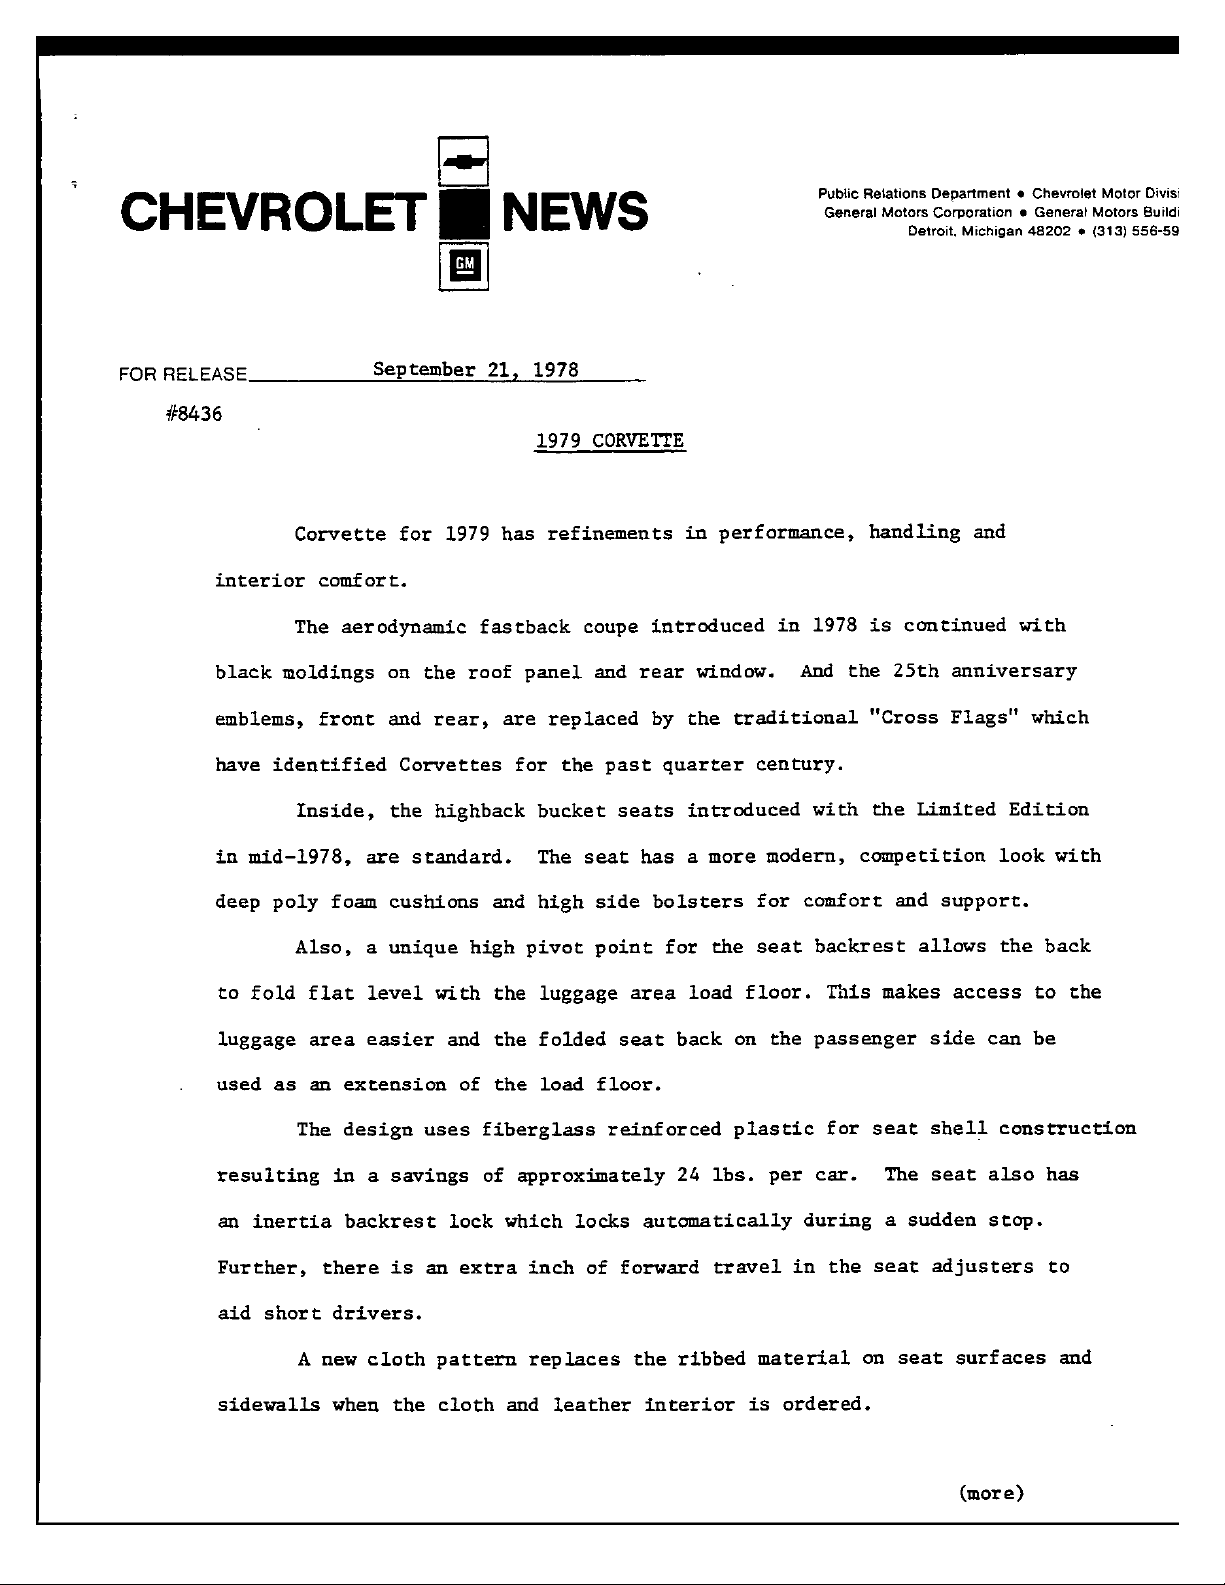 CHEVROLET NEWS
GM
Public Relations Department • Chevrolet Motor Divisi
General Motors Corporation • General Motors Buildi
Detroit, Michigan 48202 • (313) 556-59
FOR RELEASE September 21, 1978
#8436
1979 CORVETTE
Corvette for 1979 has refinements in performance, handling and
interior comfort.
The aerodynamic fastback coupe introduced in 1978 is continued with
black moldings on the roof panel and rear window. And the 25th anniversary
emblems, front and rear, are replaced by the traditional "Cross Flags" which
have identified Corvettes for the past quarter century.
Inside, the highback bucket seats introduced with the Limited Edition
in mid-1978, are standard. The seat has a more modern, competition look with
deep poly foam cushions and high side bolsters for comfort and support.
Also, a unique high pivot point for the seat backrest allows the back
to fold flat level with the luggage area load floor. This makes access to the
luggage area easier and the folded seat back on the passenger side can be
used as an extension of the load floor.
The design uses fiberglass reinforced plastic for seat shell construction
resulting in a savings of approximately 24 lbs. per car. The seat also has
an inertia backrest lock which locks automatically during a sudden stop.
Further, there is an extra inch of forward travel in the seat adjusters to
aid short drivers.
A new cloth pattern replaces the ribbed material on seat surfaces and
sidewalls when the cloth and leather interior is ordered.
(more)